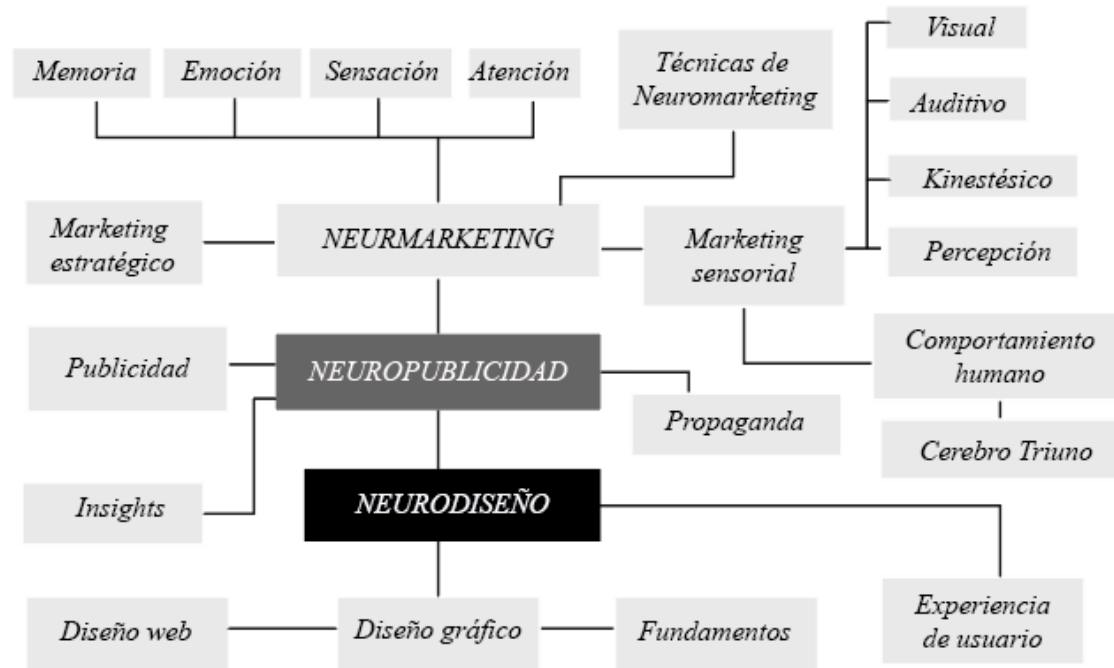 Visual
Memoria
Emoción
Sensación
Atención
Técnicas de
Neuromarketing
Auditivo
Kinestésico
Marketing
estratégico
NEURMARKETING
Marketing
sensorial
Percepción
Publicidad
NEUROPUBLICIDAD
Propaganda
Comportamiento
humano
Cerebro Triuno
Insights
NEURODISEÑO
Diseño web
Diseño gráfico
Fundamentos
Experiencia
de usuario